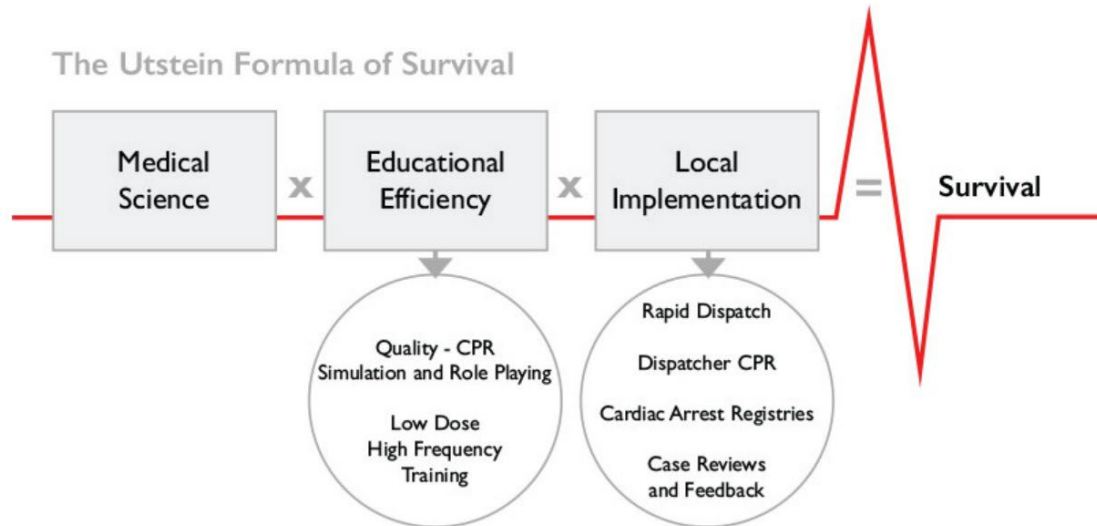 The Utstein Formula of Survival
Medical
Science
x
Educational
Efficiency
x
Local
Implementation
=
Survival
Quality - CPR
Simulation and Role Playing
Low Dose
High Frequency
Training
Rapid Dispatch
Dispatcher CPR
Cardiac Arrest Registries
Case Reviews
and Feedback